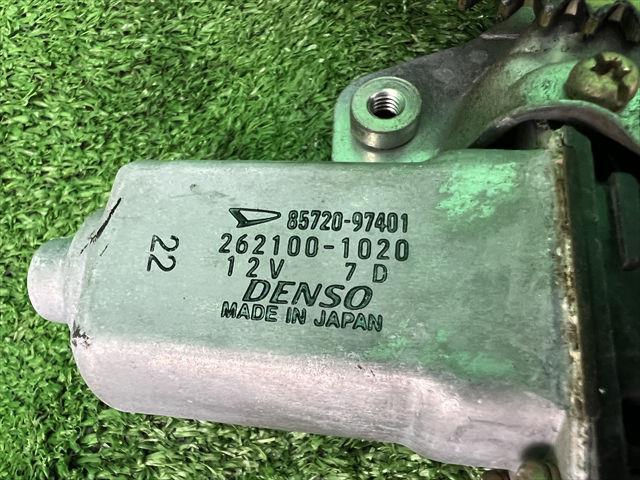 85720-97401
262100-1020
12V 7D
DENSO
MADE IN JAPAN
22